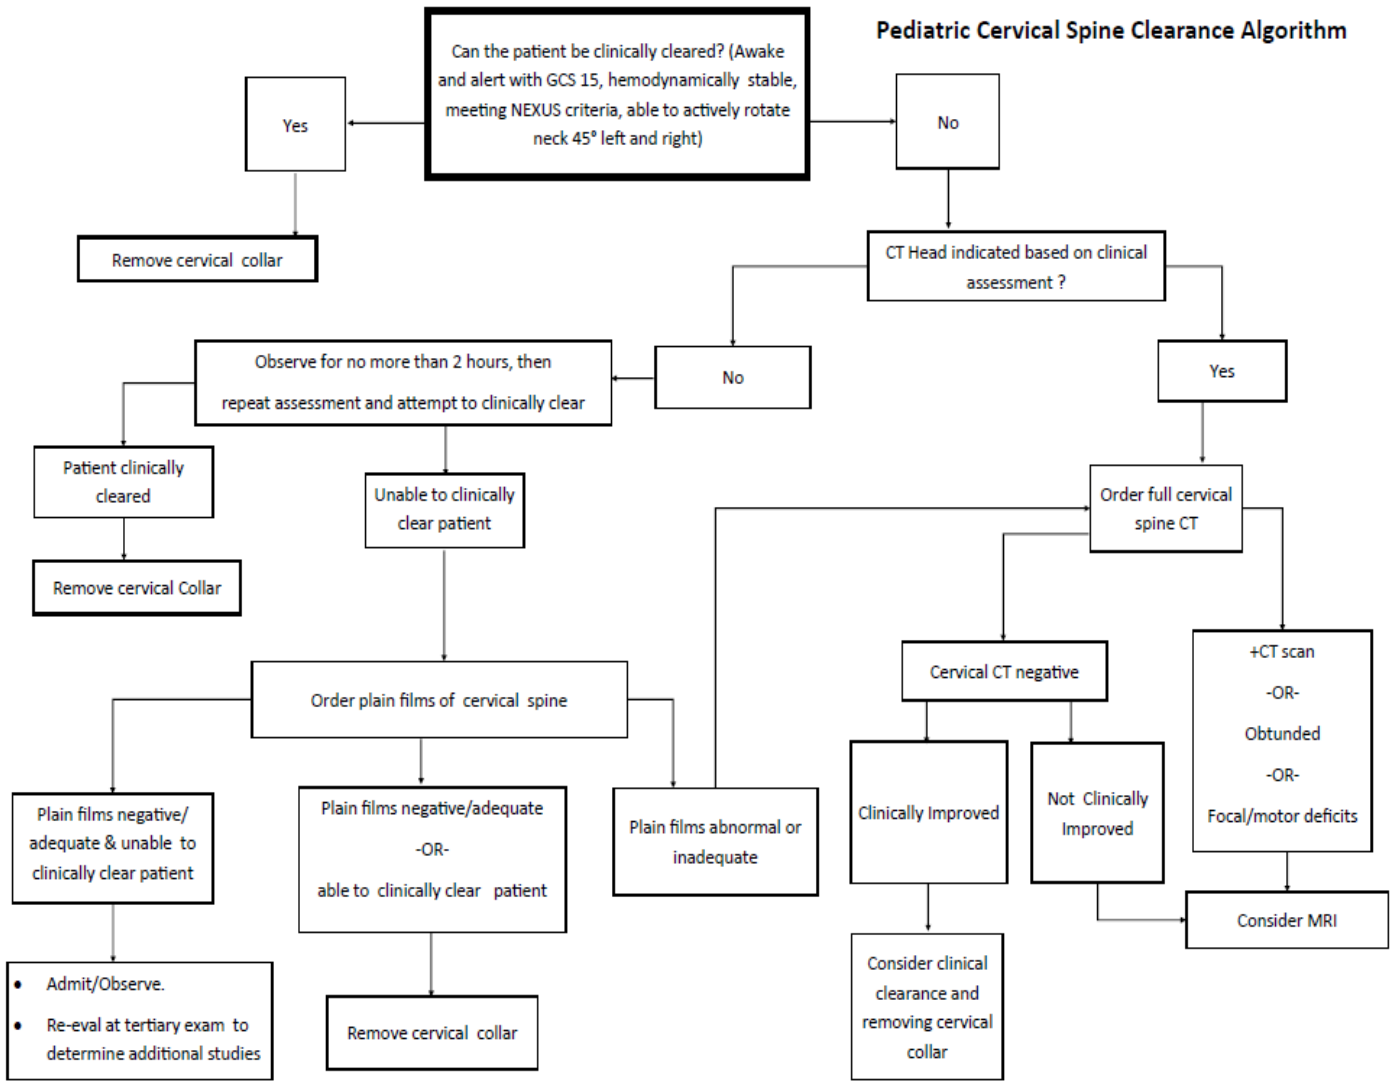 Pediatric Cervical Spine Clearance Algorithm
Can the patient be clinically cleared? (Awake
and alert with GCS 15, hemodynamically stable,
meeting NEXUS criteria, able to actively rotate
neck 45° left and right)
Yes
No
Remove cervical collar
CT Head indicated based on clinical
assessment ?
Observe for no more than 2 hours, then
repeat assessment and attempt to clinically clear
No
Yes
Patient clinically
cleared
Unable to clinically
clear patient
Order full cervical
spine CT
Remove cervical Collar
Order plain films of cervical spine
Cervical CT negative
+CT scan
-OR-
Obtunded
-OR-
Focal/motor deficits
Plain films negative/
adequate & unable to
clinically clear patient
Plain films negative/adequate
-OR-
able to clinically clear patient
Plain films abnormal or
inadequate
Clinically Improved
Not Clinically
Improved
Consider MRI
• Admit/Observe.
• Re-eval at tertiary exam to
determine additional studies
Remove cervical collar
Consider clinical
clearance and
removing cervical
collar